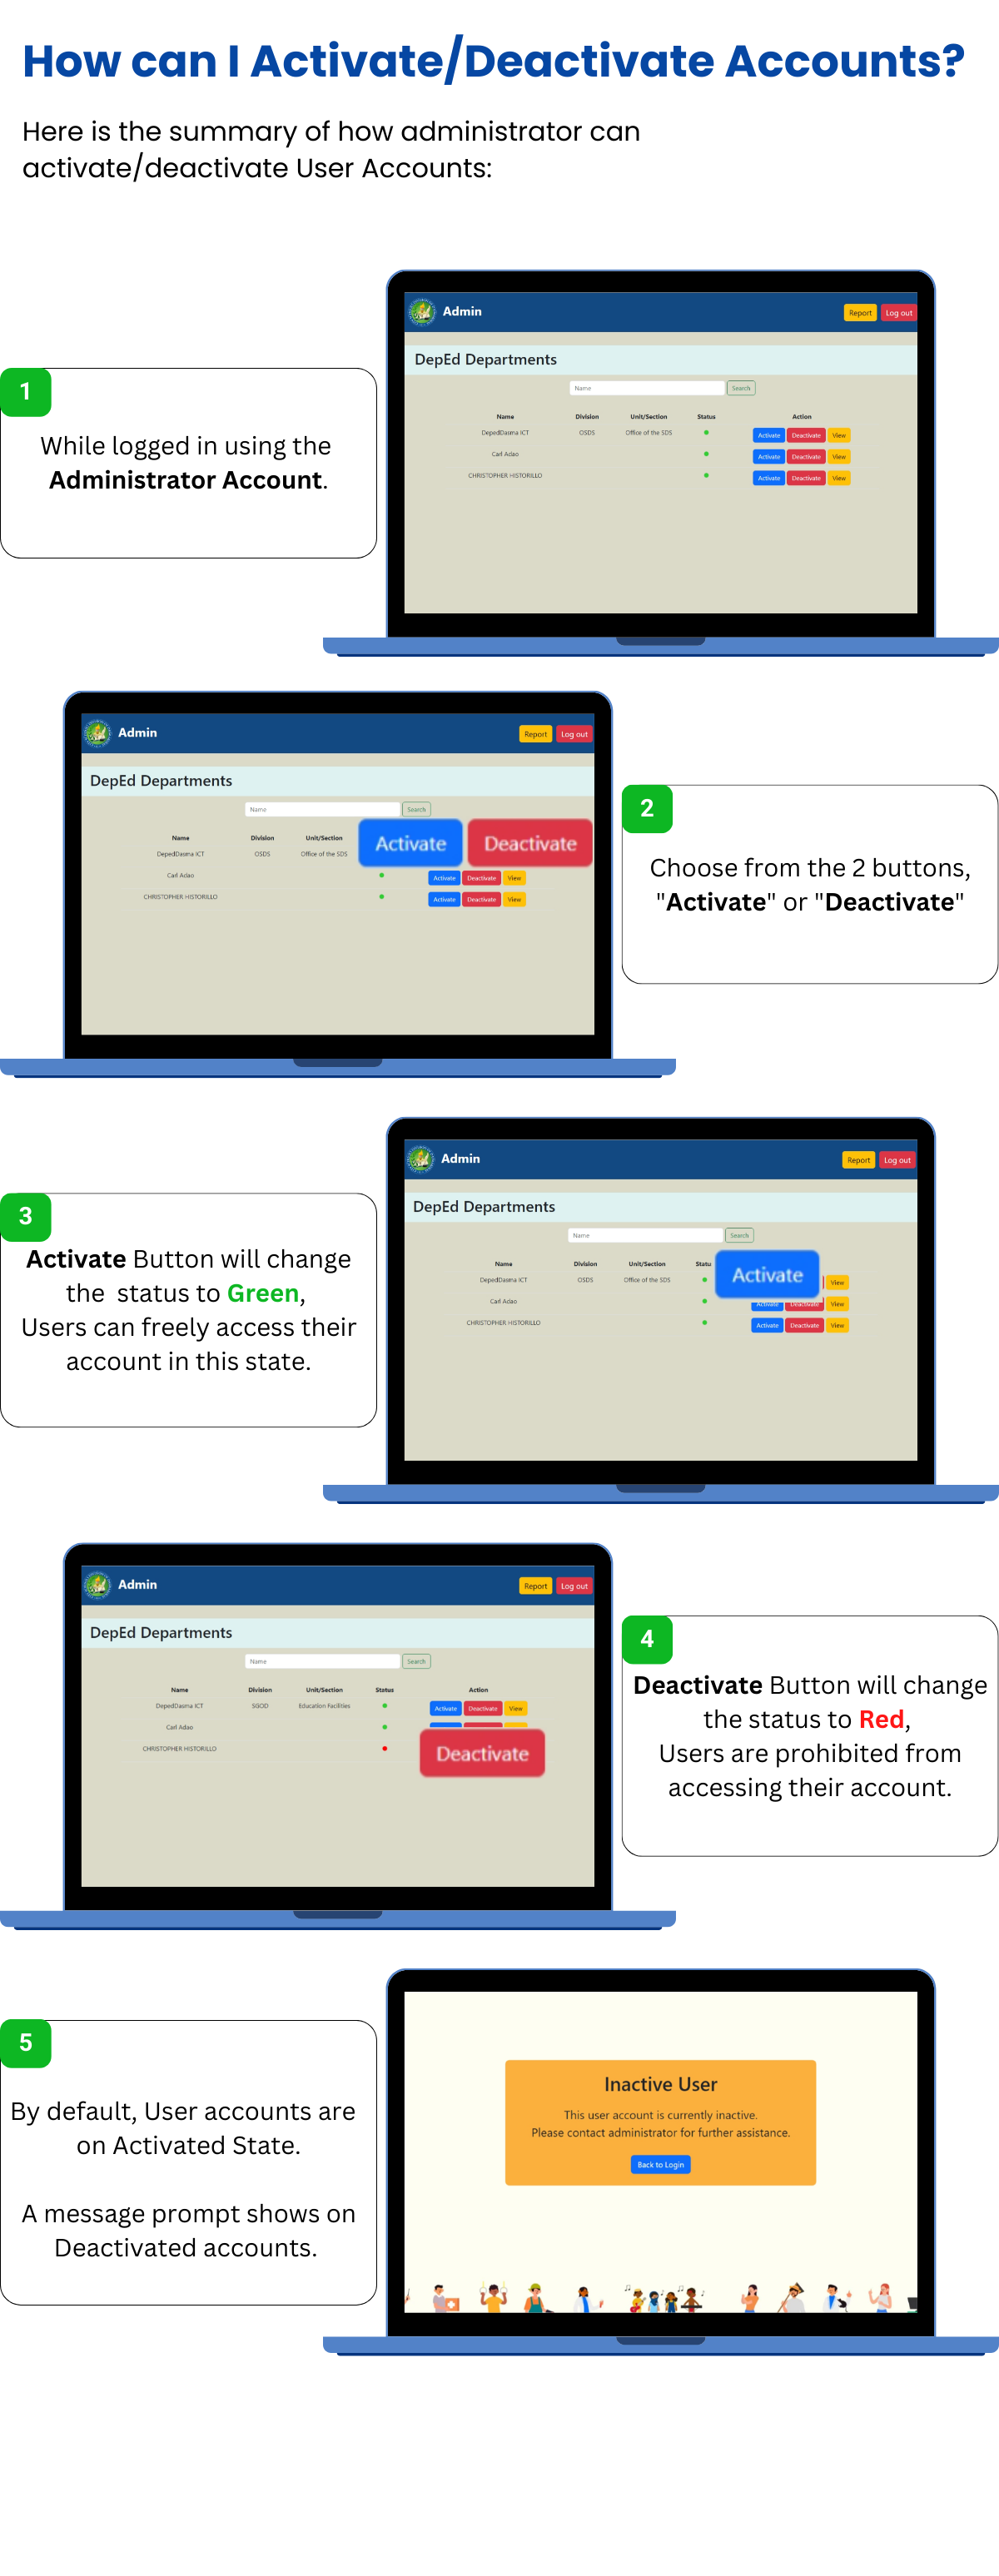 How can I Activate/Deactivate Accounts?
Here is the summary of how administrator can
activate/deactivate User Accounts:
1
While logged in using the
Administrator Account.
Admin
Report Log out
DepEd Departments
Name Search
Name Division Unit/Section Status Action
DepedDasma ICT OSDS Office of the SDS Activate Deactivate View
Carl Adao Activate Deactivate View
CHRISTOPHER HISTORILLO Activate Deactivate View
Admin
Report Log out
DepEd Departments
Name Search
Name Division Unit/Section
Activate Deactivate
DepedDasma ICT OSDS Office of the SDS
Carl Adao Activate Deactivate View
CHRISTOPHER HISTORILLO Activate Deactivate View
2
Choose from the 2 buttons,
"Activate" or "Deactivate"
3
Activate Button will change
the status to Green,
Users can freely access their
account in this state.
Admin
Report Log out
DepEd Departments
Name Search
Name Division Unit/Section Statu
Activate
DepedDasma ICT OSDS Office of the SDS View
Carl Adao Activate Deactivate View
CHRISTOPHER HISTORILLO Activate Deactivate View
Admin
Report Log out
DepEd Departments
Name Search
Name Division Unit/Section Status Action
DepedDasma ICT SGOD Education Facilities Activate Deactivate View
Carl Adao
CHRISTOPHER HISTORILLO
Deactivate
4
Deactivate Button will change
the status to Red,
Users are prohibited from
accessing their account.
5
By default, User accounts are
on Activated State.
A message prompt shows on
Deactivated accounts.
Inactive User
This user account is currently inactive.
Please contact administrator for further assistance.
Back to Login